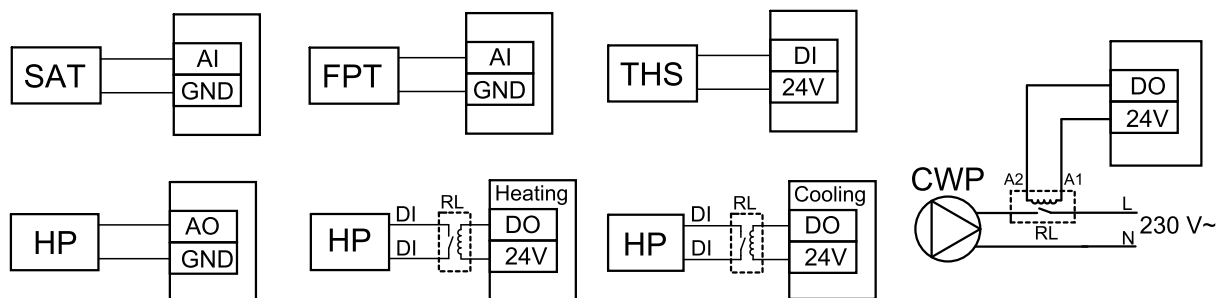 SAT
AI
GND
FPT
AI
GND
THS
DI
24V
DO
24V
CWP
A2
A1
RL
L
N
230 V~
HP
AO
GND
HP
DI
DI
RL
Heating
DO
24V
HP
DI
DI
RL
Cooling
DO
24V